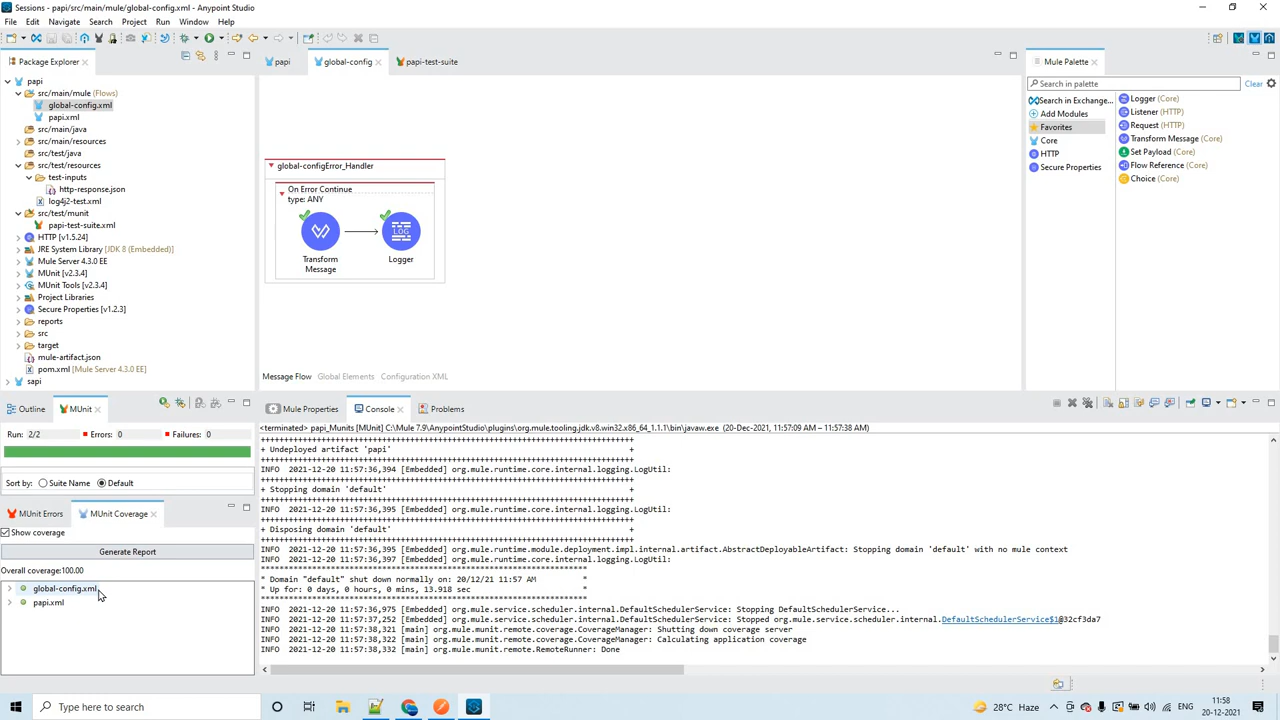 Sessions - papi/src/main/mule/global-config.xml - Anypoint Studio
File Edit Navigate Search Project Run Window Help
Package Explorer
papi
src/main/mule (Flows)
global-config.xml
papi.xml
src/main/java
src/main/resources
src/test/java
src/test/resources
test-inputs
http-response.json
log4j2-test.xml
src/test/munit
papi-test-suite.xml
HTTP [v1.5.24]
JRE System Library [JDK 8 (Embedded)]
Mule Server 4.3.0 EE
MUnit [v2.3.4]
MUnit Tools [v2.3.4]
Project Libraries
Secure Properties [v1.2.3]
reports
src
target
mule-artifact.json
pom.xml [Mule Server 4.3.0 EE]
sapi
papi global-config papi-test-suite
global-configError_Handler
On Error Continue
type: ANY
LOG
Transform
Message
Logger
Message Flow Global Elements Configuration XML
Mule Palette
Search in palette
Clear
Search in Exchange...
Add Modules
Favorites
Core
HTTP
Secure Properties
Logger (Core)
Listener (HTTP)
Request (HTTP)
Transform Message (Core)
Set Payload (Core)
Flow Reference (Core)
Choice (Core)
Outline MUnit
Run: 2/2 Errors: 0 Failures: 0
Sort by: Suite Name Default
MUnit Errors MUnit Coverage
Show coverage
Generate Report
Overall coverage:100.00
global-config.xml
papi.xml
Mule Properties Console Problems
<terminated> papi_Munits [MUnit] C:\Mule 7.9\AnypointStudio\plugins\org.mule.tooling.jdk.v8.win32.x86_64_1.1.1\bin\javaw.exe (20-Dec-2021, 11:57:09 AM – 11:57:38 AM)
++++++++++++++++++++++++++++++++++++++++++++++++++++++++++++++++++++++
+ Undeployed artifact 'papi' +
++++++++++++++++++++++++++++++++++++++++++++++++++++++++++++++++++++++
INFO 2021-12-20 11:57:36,394 [Embedded] org.mule.runtime.core.internal.logging.LogUtil:
++++++++++++++++++++++++++++++++++++++++++++++++++++++++++++++++++++++
+ Stopping domain 'default' +
++++++++++++++++++++++++++++++++++++++++++++++++++++++++++++++++++++++
INFO 2021-12-20 11:57:36,395 [Embedded] org.mule.runtime.core.internal.logging.LogUtil:
++++++++++++++++++++++++++++++++++++++++++++++++++++++++++++++++++++++
+ Disposing domain 'default' +
++++++++++++++++++++++++++++++++++++++++++++++++++++++++++++++++++++++
INFO 2021-12-20 11:57:36,395 [Embedded] org.mule.runtime.module.deployment.impl.internal.artifact.AbstractDeployableArtifact: Stopping domain 'default' with no mule context
INFO 2021-12-20 11:57:36,397 [Embedded] org.mule.runtime.core.internal.logging.LogUtil:
**********************************************************************
* Domain "default" shut down normally on: 20/12/21 11:57 AM *
* Up for: 0 days, 0 hours, 0 mins, 13.918 sec *
**********************************************************************
INFO 2021-12-20 11:57:36,975 [Embedded] org.mule.service.scheduler.internal.DefaultSchedulerService: Stopping DefaultSchedulerService...
INFO 2021-12-20 11:57:37,252 [Embedded] org.mule.service.scheduler.internal.DefaultSchedulerService: Stopped org.mule.service.scheduler.internal.DefaultSchedulerService$1@32cf3da7
INFO 2021-12-20 11:57:38,321 [main] org.mule.munit.remote.coverage.CoverageManager: Shutting down coverage server
INFO 2021-12-20 11:57:38,322 [main] org.mule.munit.remote.coverage.CoverageManager: Calculating application coverage
INFO 2021-12-20 11:57:38,332 [main] org.mule.munit.remote.RemoteRunner: Done
Type here to search
28°C Haze
ENG
11:58
20-12-2021